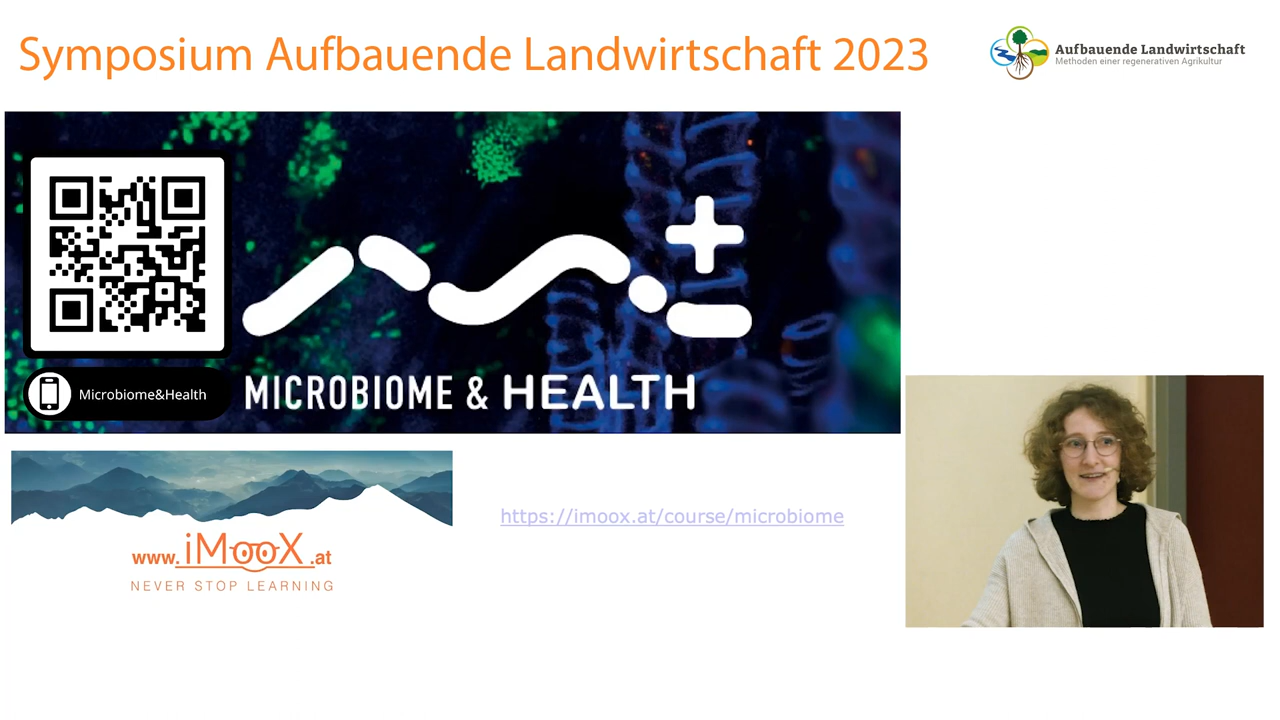 Symposium Aufbauende Landwirtschaft 2023
Aufbauende Landwirtschaft
Methoden einer regenerativen Agrikultur
Microbiome&Health
MICROBIOME & HEALTH
https://imoox.at/course/microbiome
www.iMooX.at
NEVER STOP LEARNING